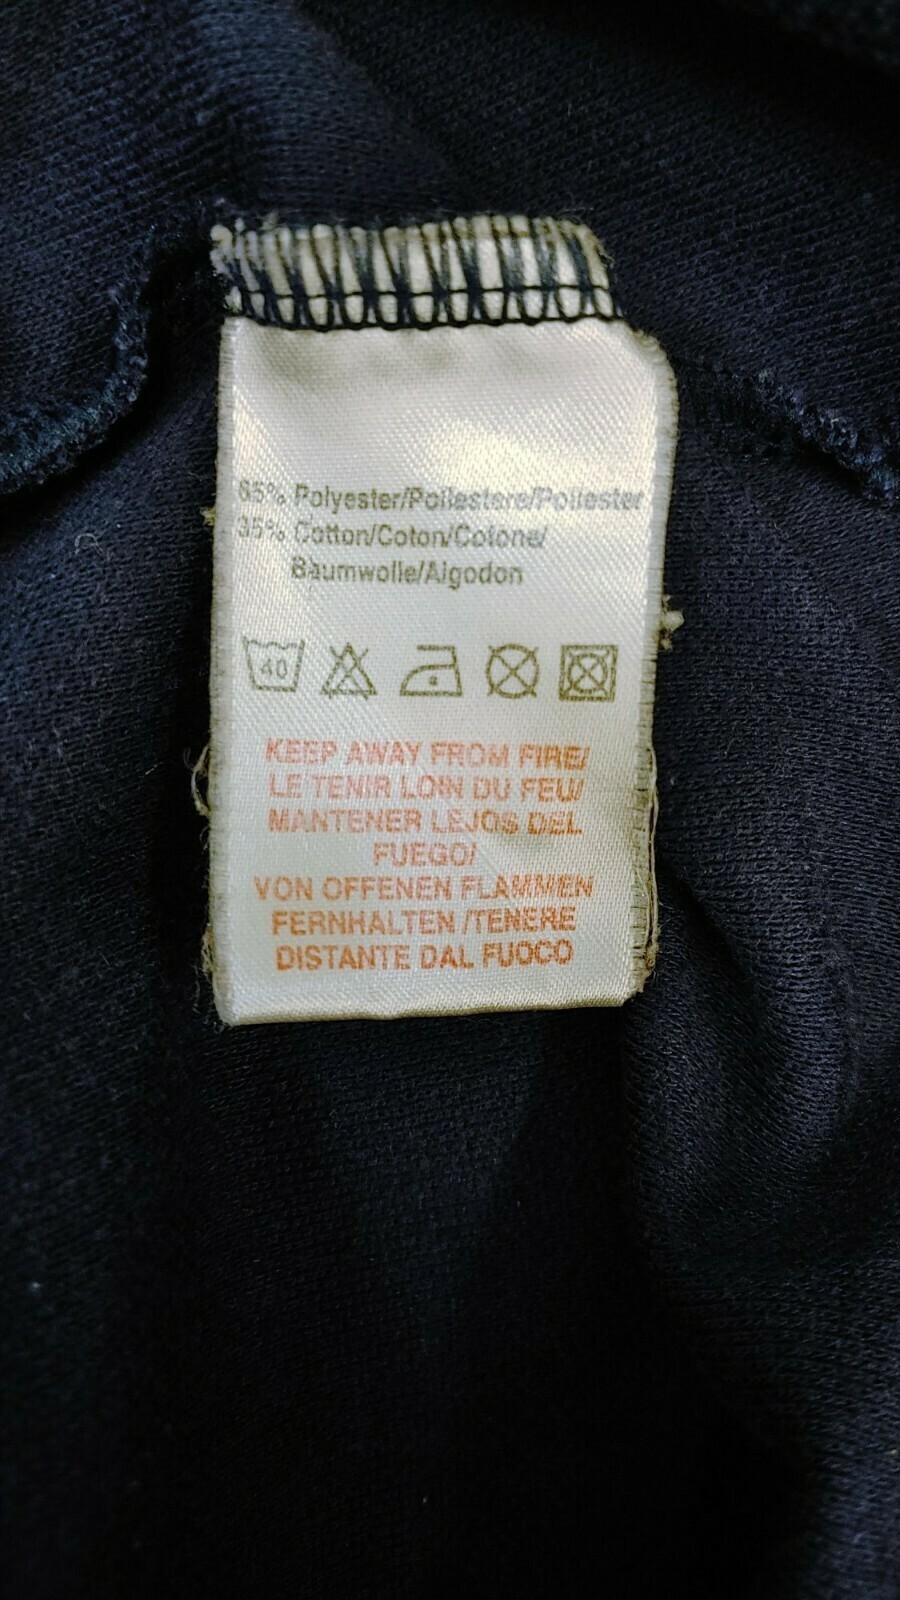 65% Polyester/Poliestere/Poliester
35% Cotton/Coton/Cotone/
Baumwolle/Algodon
40
KEEP AWAY FROM FIRE/
LE TENIR LOIN DU FEU/
MANTENER LEJOS DEL
FUEGO/
VON OFFENEN FLAMMEN
FERNHALTEN /TENERE
DISTANTE DAL FUOCO